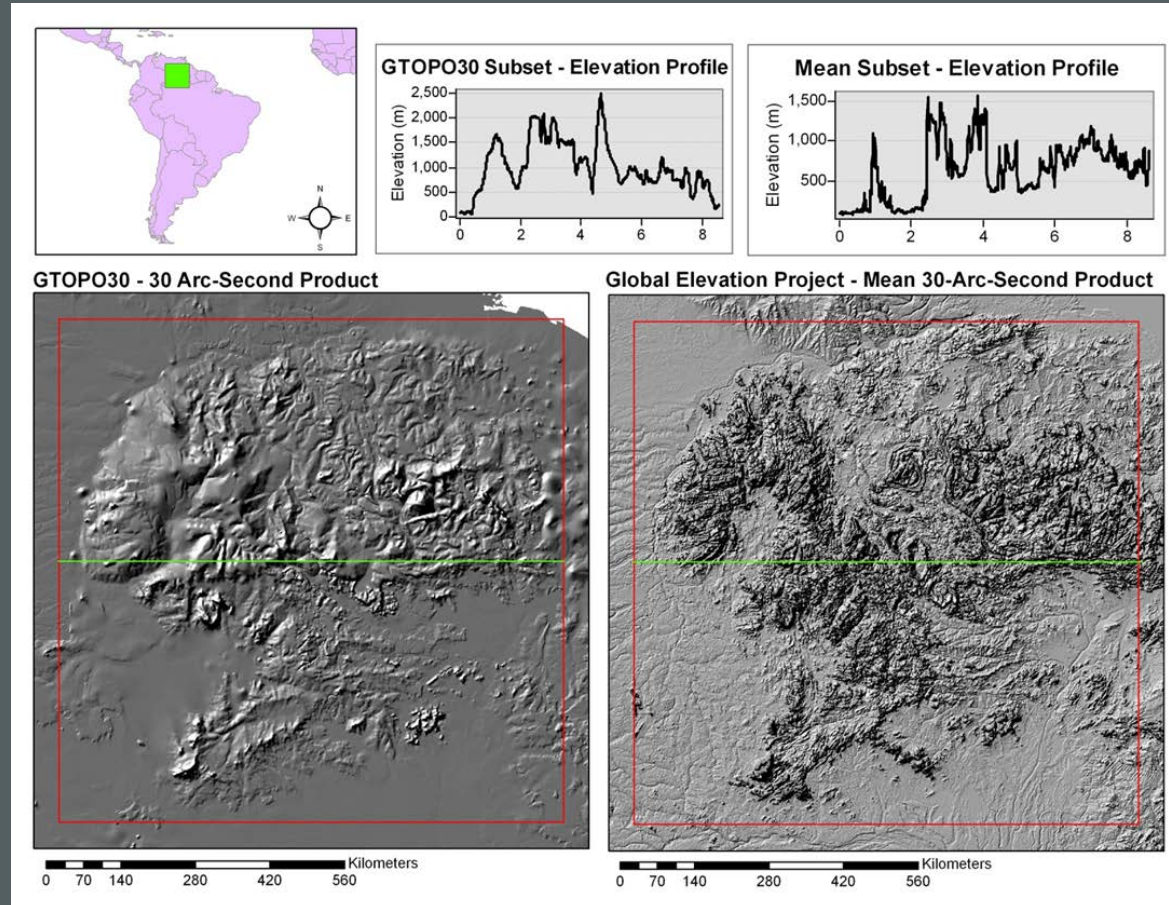 N
W E
S
GTOPO30 Subset - Elevation Profile
Elevation (m)
2,500
2,000
1,500
1,000
500
0
0 2 4 6 8
Mean Subset - Elevation Profile
Elevation (m)
1,500
1,000
500
0 2 4 6 8
GTOPO30 - 30 Arc-Second Product
Kilometers
0 70 140 280 420 560
Global Elevation Project - Mean 30-Arc-Second Product
Kilometers
0 70 140 280 420 560